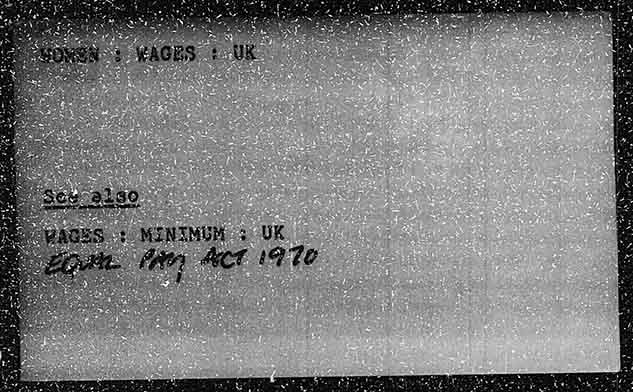 WOMEN : WAGES : UK
See also
WAGES : MINIMUM : UK
EQUAL PAY ACT 1970